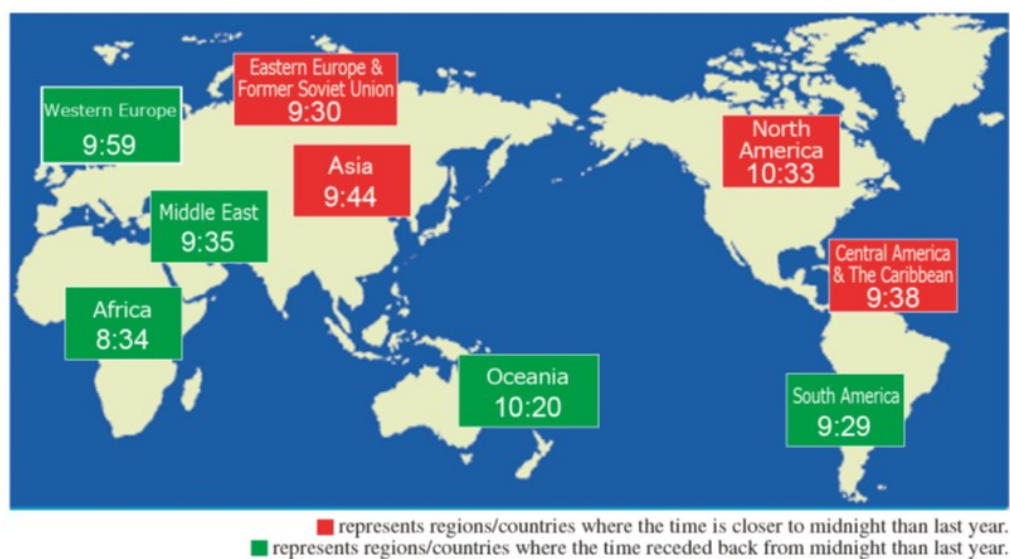 Eastern Europe &
Former Soviet Union
9:30
Western Europe
9:59
North
America
10:33
Asia
9:44
Middle East
9:35
Central America
& The Caribbean
9:38
Africa
8:34
Oceania
10:20
South America
9:29
represents regions/countries where the time is closer to midnight than last year.
represents regions/countries where the time receded back from midnight than last year.